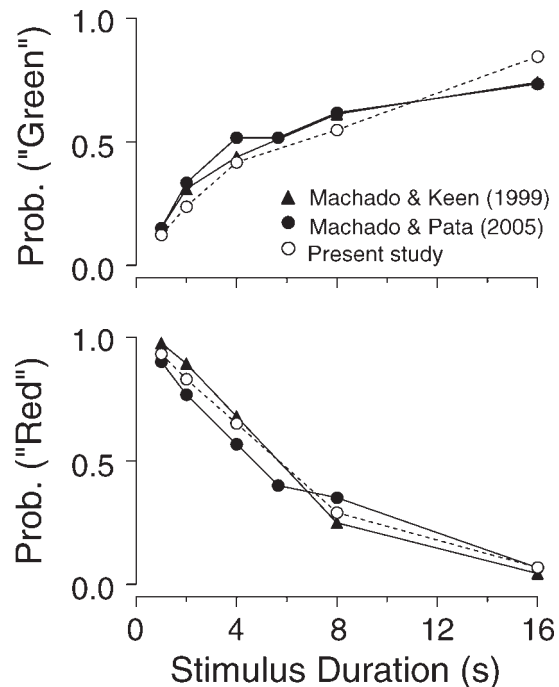 Prob. ("Green")
1.0
0.5
0.0
Machado & Keen (1999)
Machado & Pata (2005)
Present study
Prob. ("Red")
1.0
0.5
0.0
0 4 8 12 16
Stimulus Duration (s)